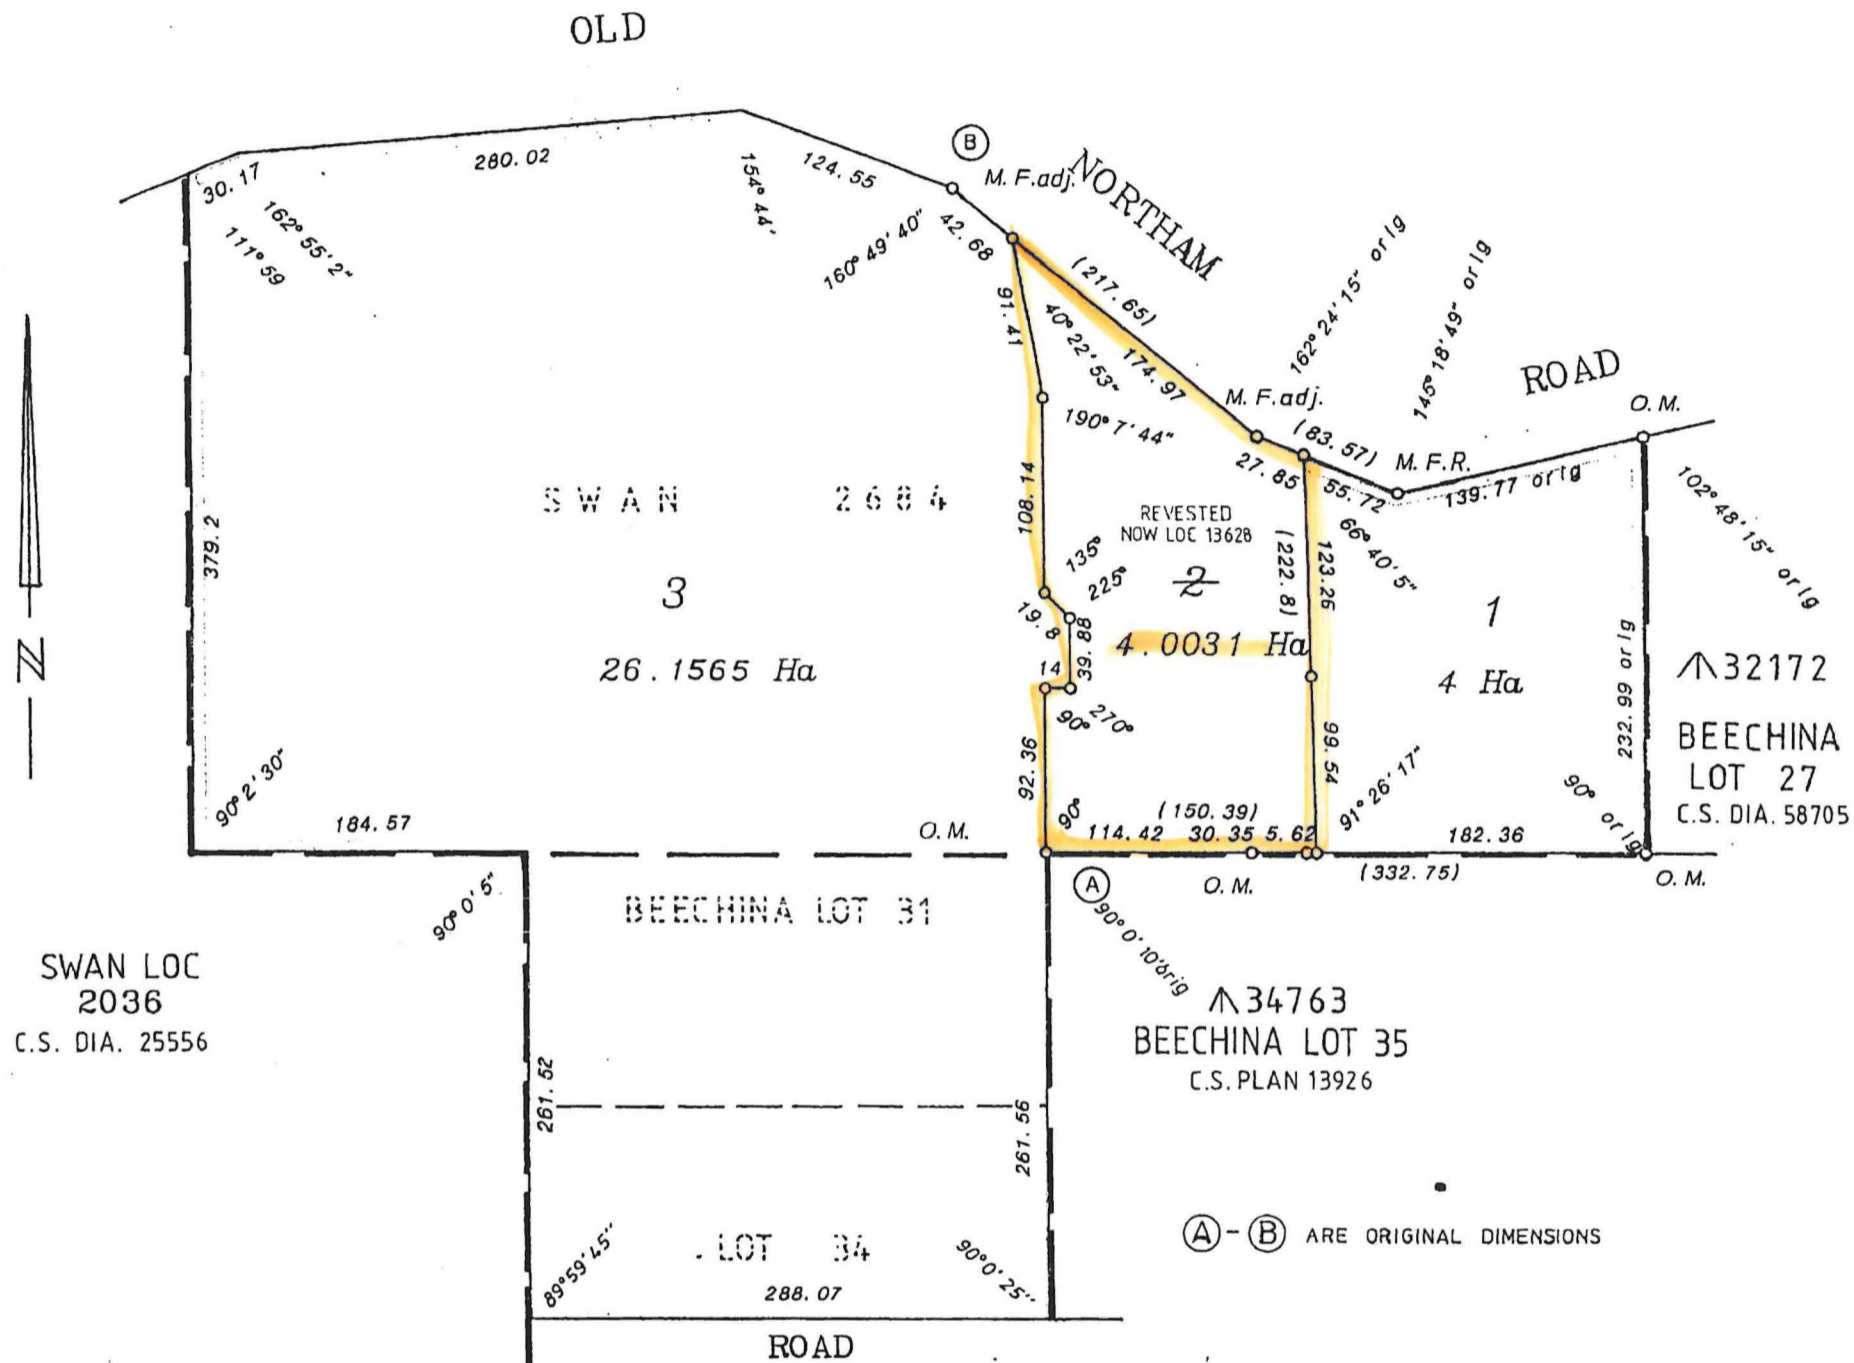 OLD
NORTHAM
ROAD
B
M. F. adj.
30.17
280.02
124.55
42.68
162° 55' 2"
111° 59
154° 44'
160° 49' 40"
(217.65)
174.97
91.41
40° 22' 53"
190° 7' 44"
162° 24' 15" orig
145° 18' 49" orig
M. F. adj.
(83.57)
27.85
55.72
M. F. R.
139.77 orig
O. M.
102° 48' 15" orig
66° 40' 5"
SWAN 2684
3
26.1565 Ha
379.2
108.14
135°
225°
19.8
39.88
14
90°
270°
92.36
REVESTED
NOW LOC 13628
2
4.0031 Ha
(222.8)
123.26
99.54
1
4 Ha
232.99 orig
32172
BEECHINA
LOT 27
C.S. DIA. 58705
N
90° 2' 30"
184.57
O. M.
90°
(150.39)
114.42 30.35 5.62
91° 26' 17"
182.36
90° orig
(332.75)
O. M.
O. M.
A
90° 0' 10" orig
90° 0' 5"
BEECHINA LOT 31
SWAN LOC
2036
C.S. DIA. 25556
34763
BEECHINA LOT 35
C.S. PLAN 13926
261.52
261.56
A - B ARE ORIGINAL DIMENSIONS
LOT 34
89° 59' 45"
90° 0' 25"
288.07
ROAD